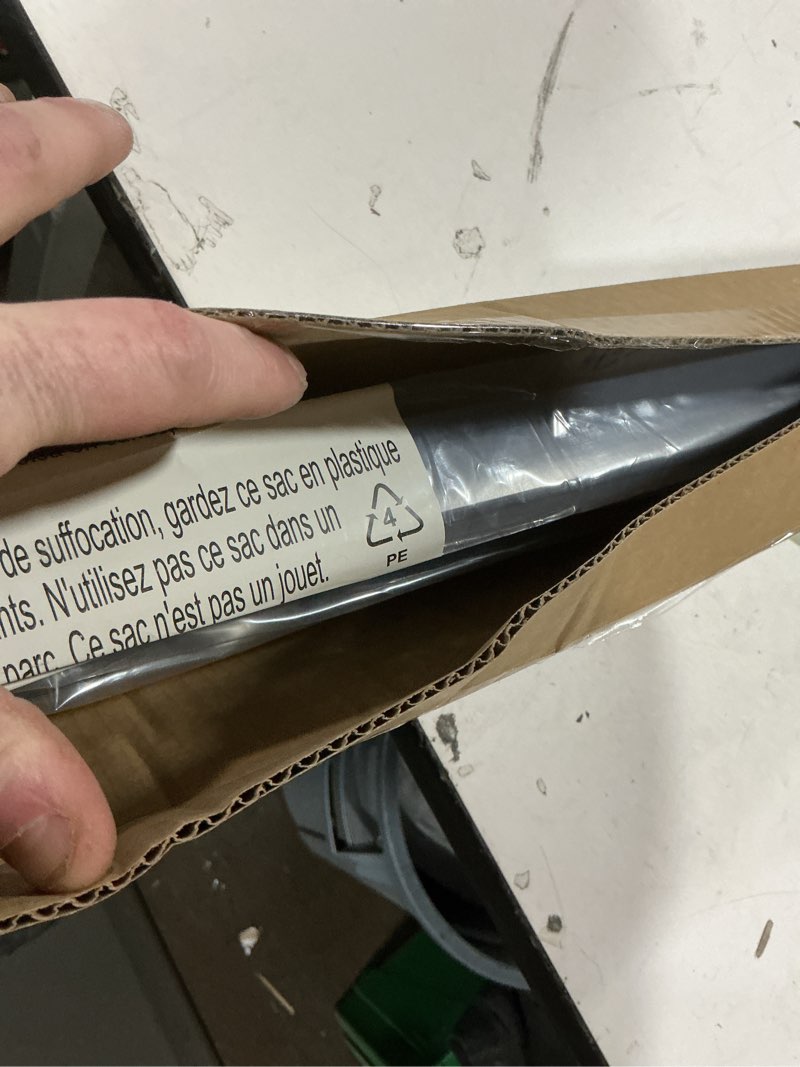 de suffocation, gardez ce sac en plastique
nts. N'utilisez pas ce sac dans un
parc. Ce sac n'est pas un jouet.
4
PE